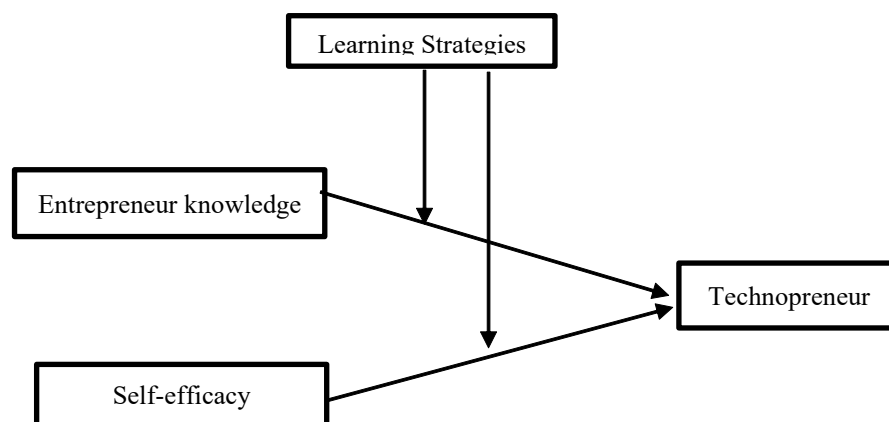 Learning Strategies
Entrepreneur knowledge
Technopreneur
Self-efficacy